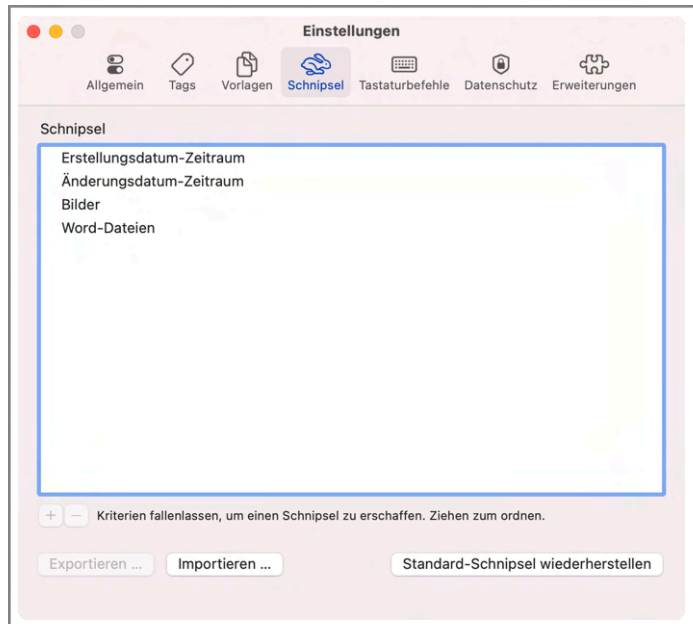 Einstellungen
Allgemein Tags Vorlagen Schnipsel Tastaturbefehle Datenschutz Erweiterungen
Schnipsel
Erstellungsdatum-Zeitraum
Änderungsdatum-Zeitraum
Bilder
Word-Dateien
+ − Kriterien fallenlassen, um einen Schnipsel zu erschaffen. Ziehen zum ordnen.
Exportieren ... Importieren ... Standard-Schnipsel wiederherstellen